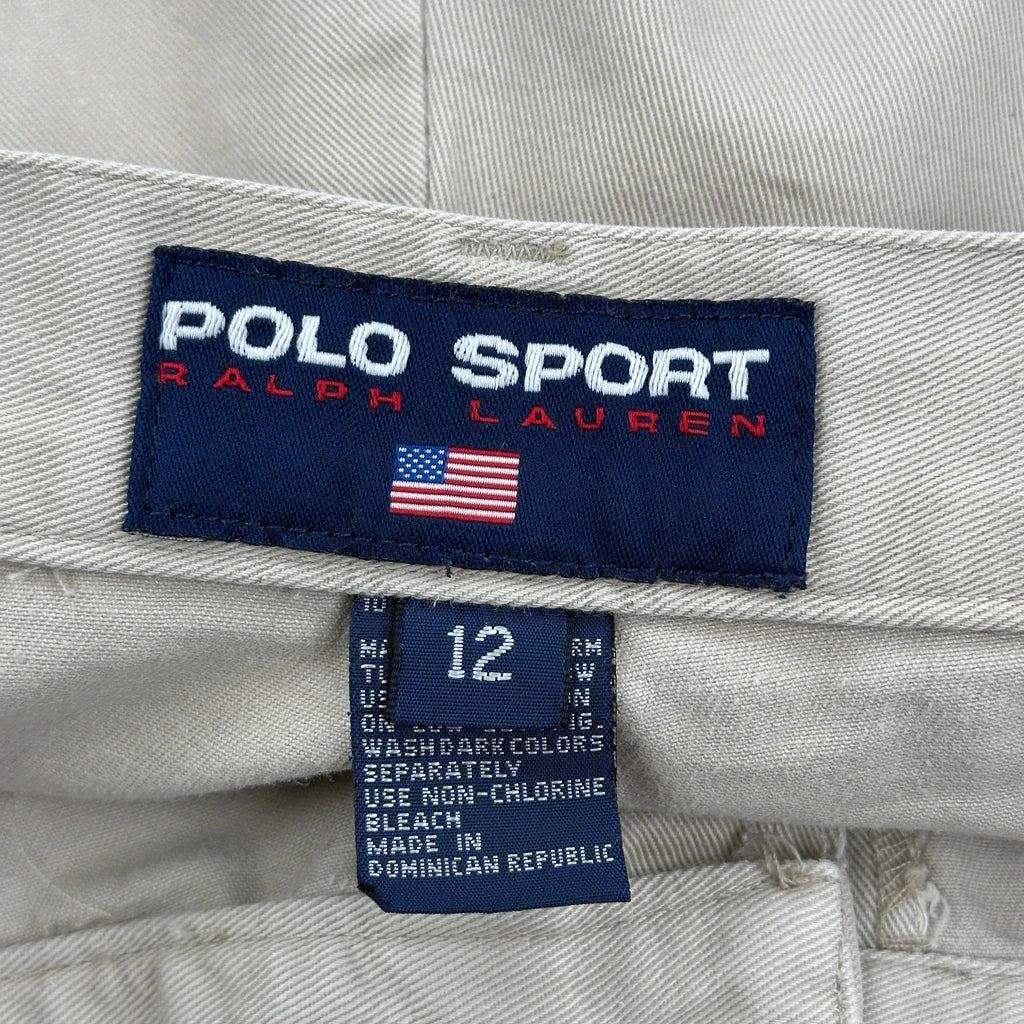 POLO SPORT
RALPH LAUREN
12
WASH DARK COLORS
SEPARATELY
USE NON-CHLORINE
BLEACH
MADE IN
DOMINICAN REPUBLIC